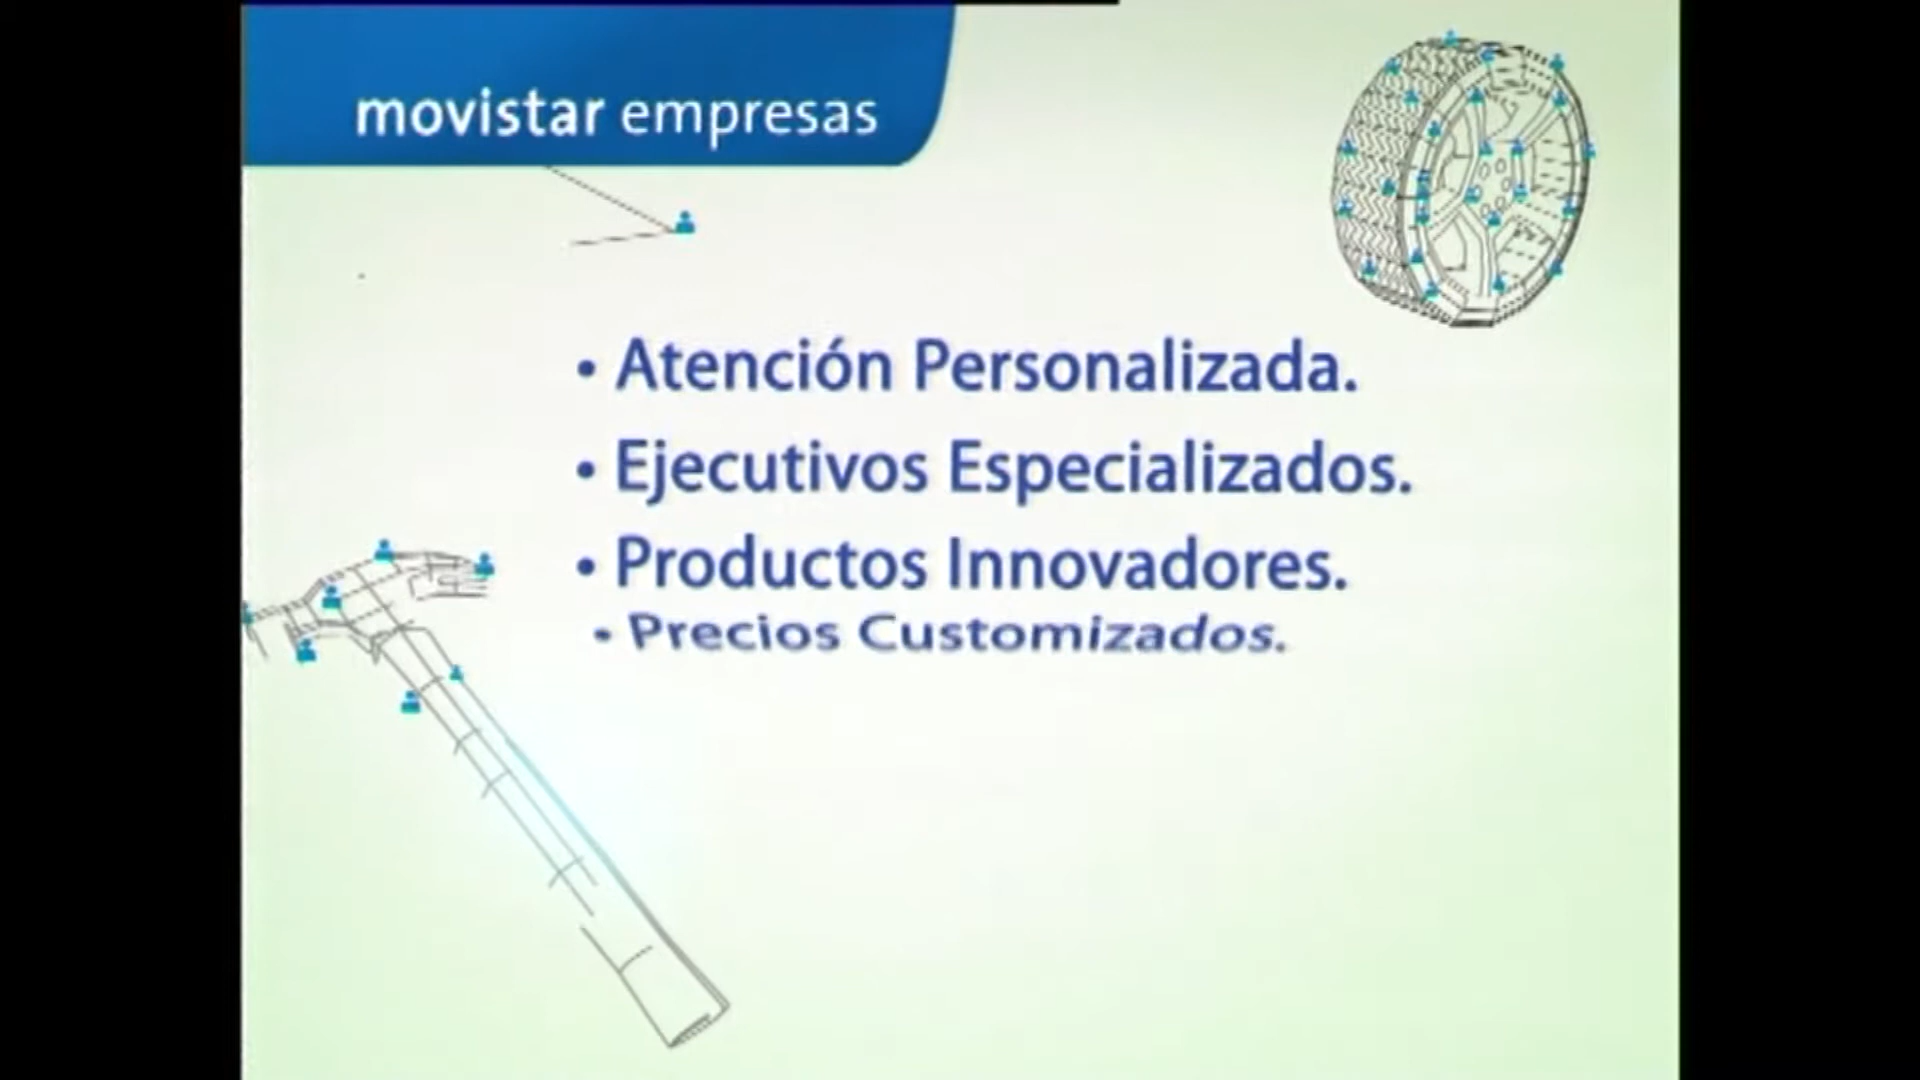 movistar empresas
• Atención Personalizada.
• Ejecutivos Especializados.
• Productos Innovadores.
• Precios Customizados.